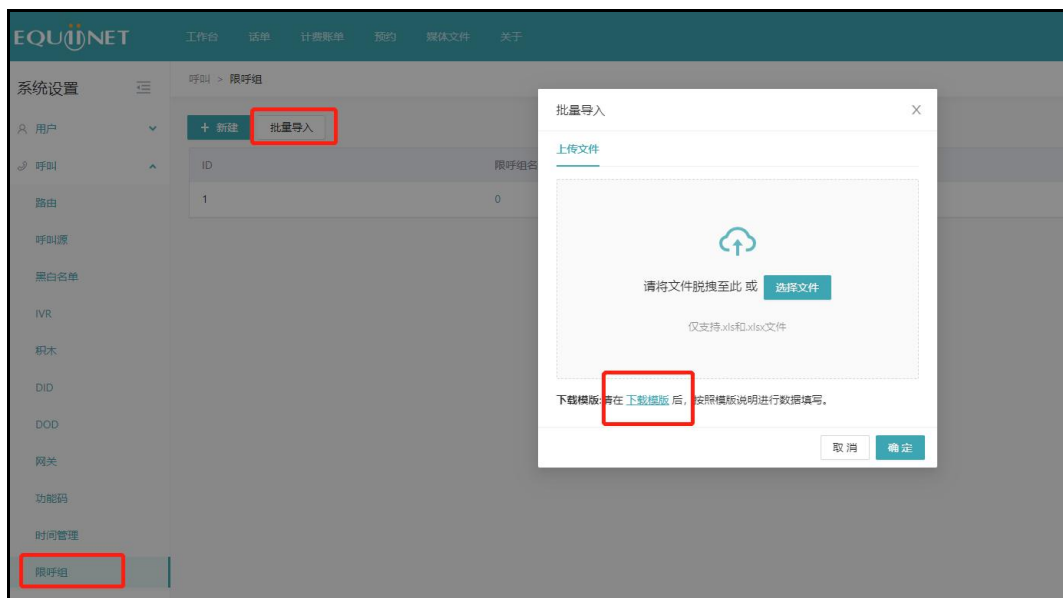 EQUiiNET 工作台 话单 计费账单 预约 媒体文件 关于
系统设置
呼叫 > 限呼组
用户
呼叫
路由
呼叫源
黑白名单
IVR
积木
DID
DOD
网关
功能码
时间管理
限呼组
+ 新建 批量导入
ID 限呼组名
1 0
批量导入 X
上传文件
请将文件脱拽至此 或 选择文件
仅支持.xls和.xlsx文件
下载模版:请在 下载模版 后，按照模版说明进行数据填写。
取 消 确 定